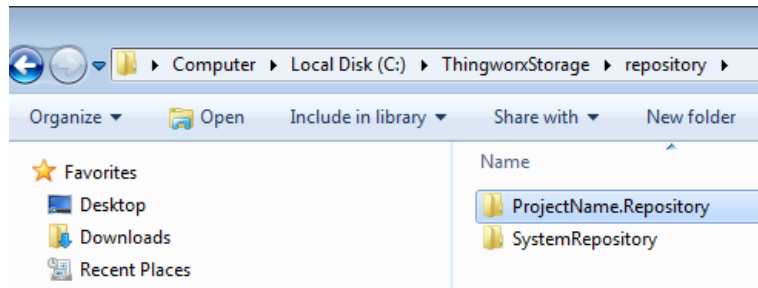 Computer Local Disk (C:) ThingworxStorage repository
Organize Open Include in library Share with New folder
Favorites
Desktop
Downloads
Recent Places
Name
ProjectName.Repository
SystemRepository